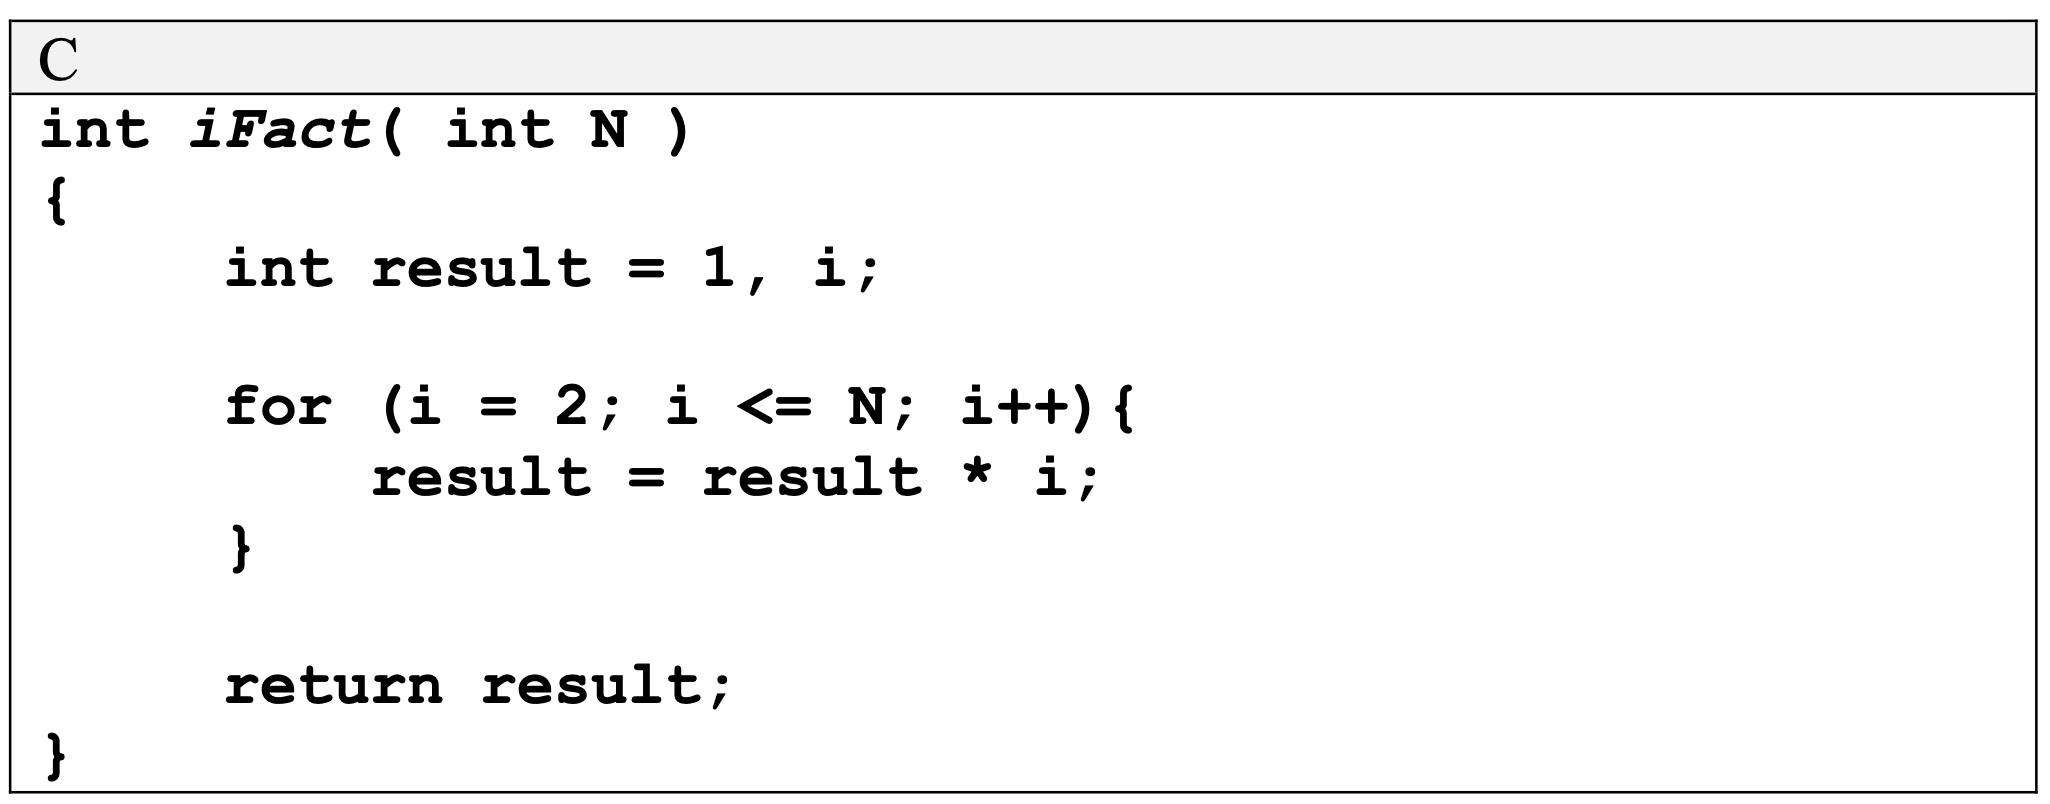 C
int iFact( int N )
{
     int result = 1, i;
     for (i = 2; i <= N; i++){
         result = result * i;
     }
     return result;
}